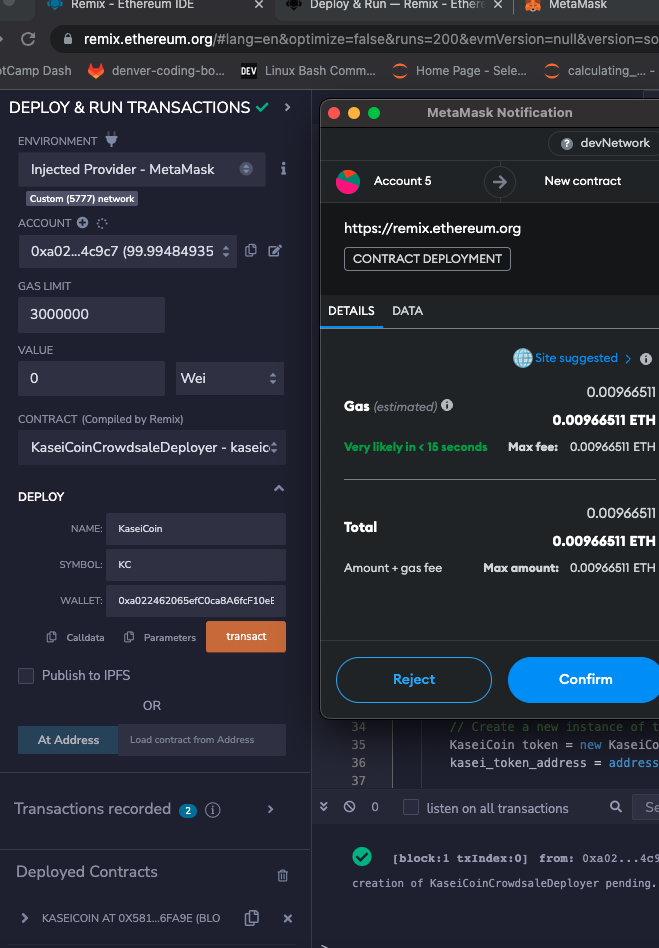 Remix - Ethereum IDE
Deploy & Run — Remix - Ether
MetaMask
remix.ethereum.org/#lang=en&optimize=false&runs=200&evmVersion=null&version=so
otCamp Dash
denver-coding-bo...
DEV
Linux Bash Comm...
Home Page - Sele...
calculating_...
DEPLOY & RUN TRANSACTIONS
ENVIRONMENT
Injected Provider - MetaMask
Custom (5777) network
ACCOUNT
0xa02...4c9c7 (99.99484935
GAS LIMIT
3000000
VALUE
0
Wei
CONTRACT (Compiled by Remix)
KaseiCoinCrowdsaleDeployer - kaseic
DEPLOY
NAME:
KaseiCoin
SYMBOL:
KC
WALLET:
0xa022462065efC0ca8A6fcF10eE
Calldata
Parameters
transact
Publish to IPFS
OR
At Address
Load contract from Address
Transactions recorded 2 i
Deployed Contracts
KASEICOIN AT 0X581...6FA9E (BLO
MetaMask Notification
devNetwork
Account 5
New contract
https://remix.ethereum.org
CONTRACT DEPLOYMENT
DETAILS
DATA
Site suggested
0.00966511
Gas (estimated)
0.00966511 ETH
Very likely in < 15 seconds
Max fee:
0.00966511 ETH
0.00966511
Total
0.00966511 ETH
Amount + gas fee
Max amount:
0.00966511 ETH
Reject
Confirm
34 // Create a new instance of t
35 KaseiCoin token = new KaseiCo
36 kasei_token_address = address
37
0
listen on all transactions
Se
[block:1 txIndex:0] from: 0xa02...4c9
creation of KaseiCoinCrowdsaleDeployer pending.